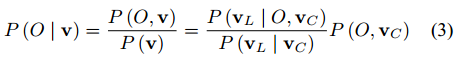 P(O | v) = P(O, v) / P(v) = P(v_L | O, v_C) / P(v_L | v_C) P(O, v_C) (3)